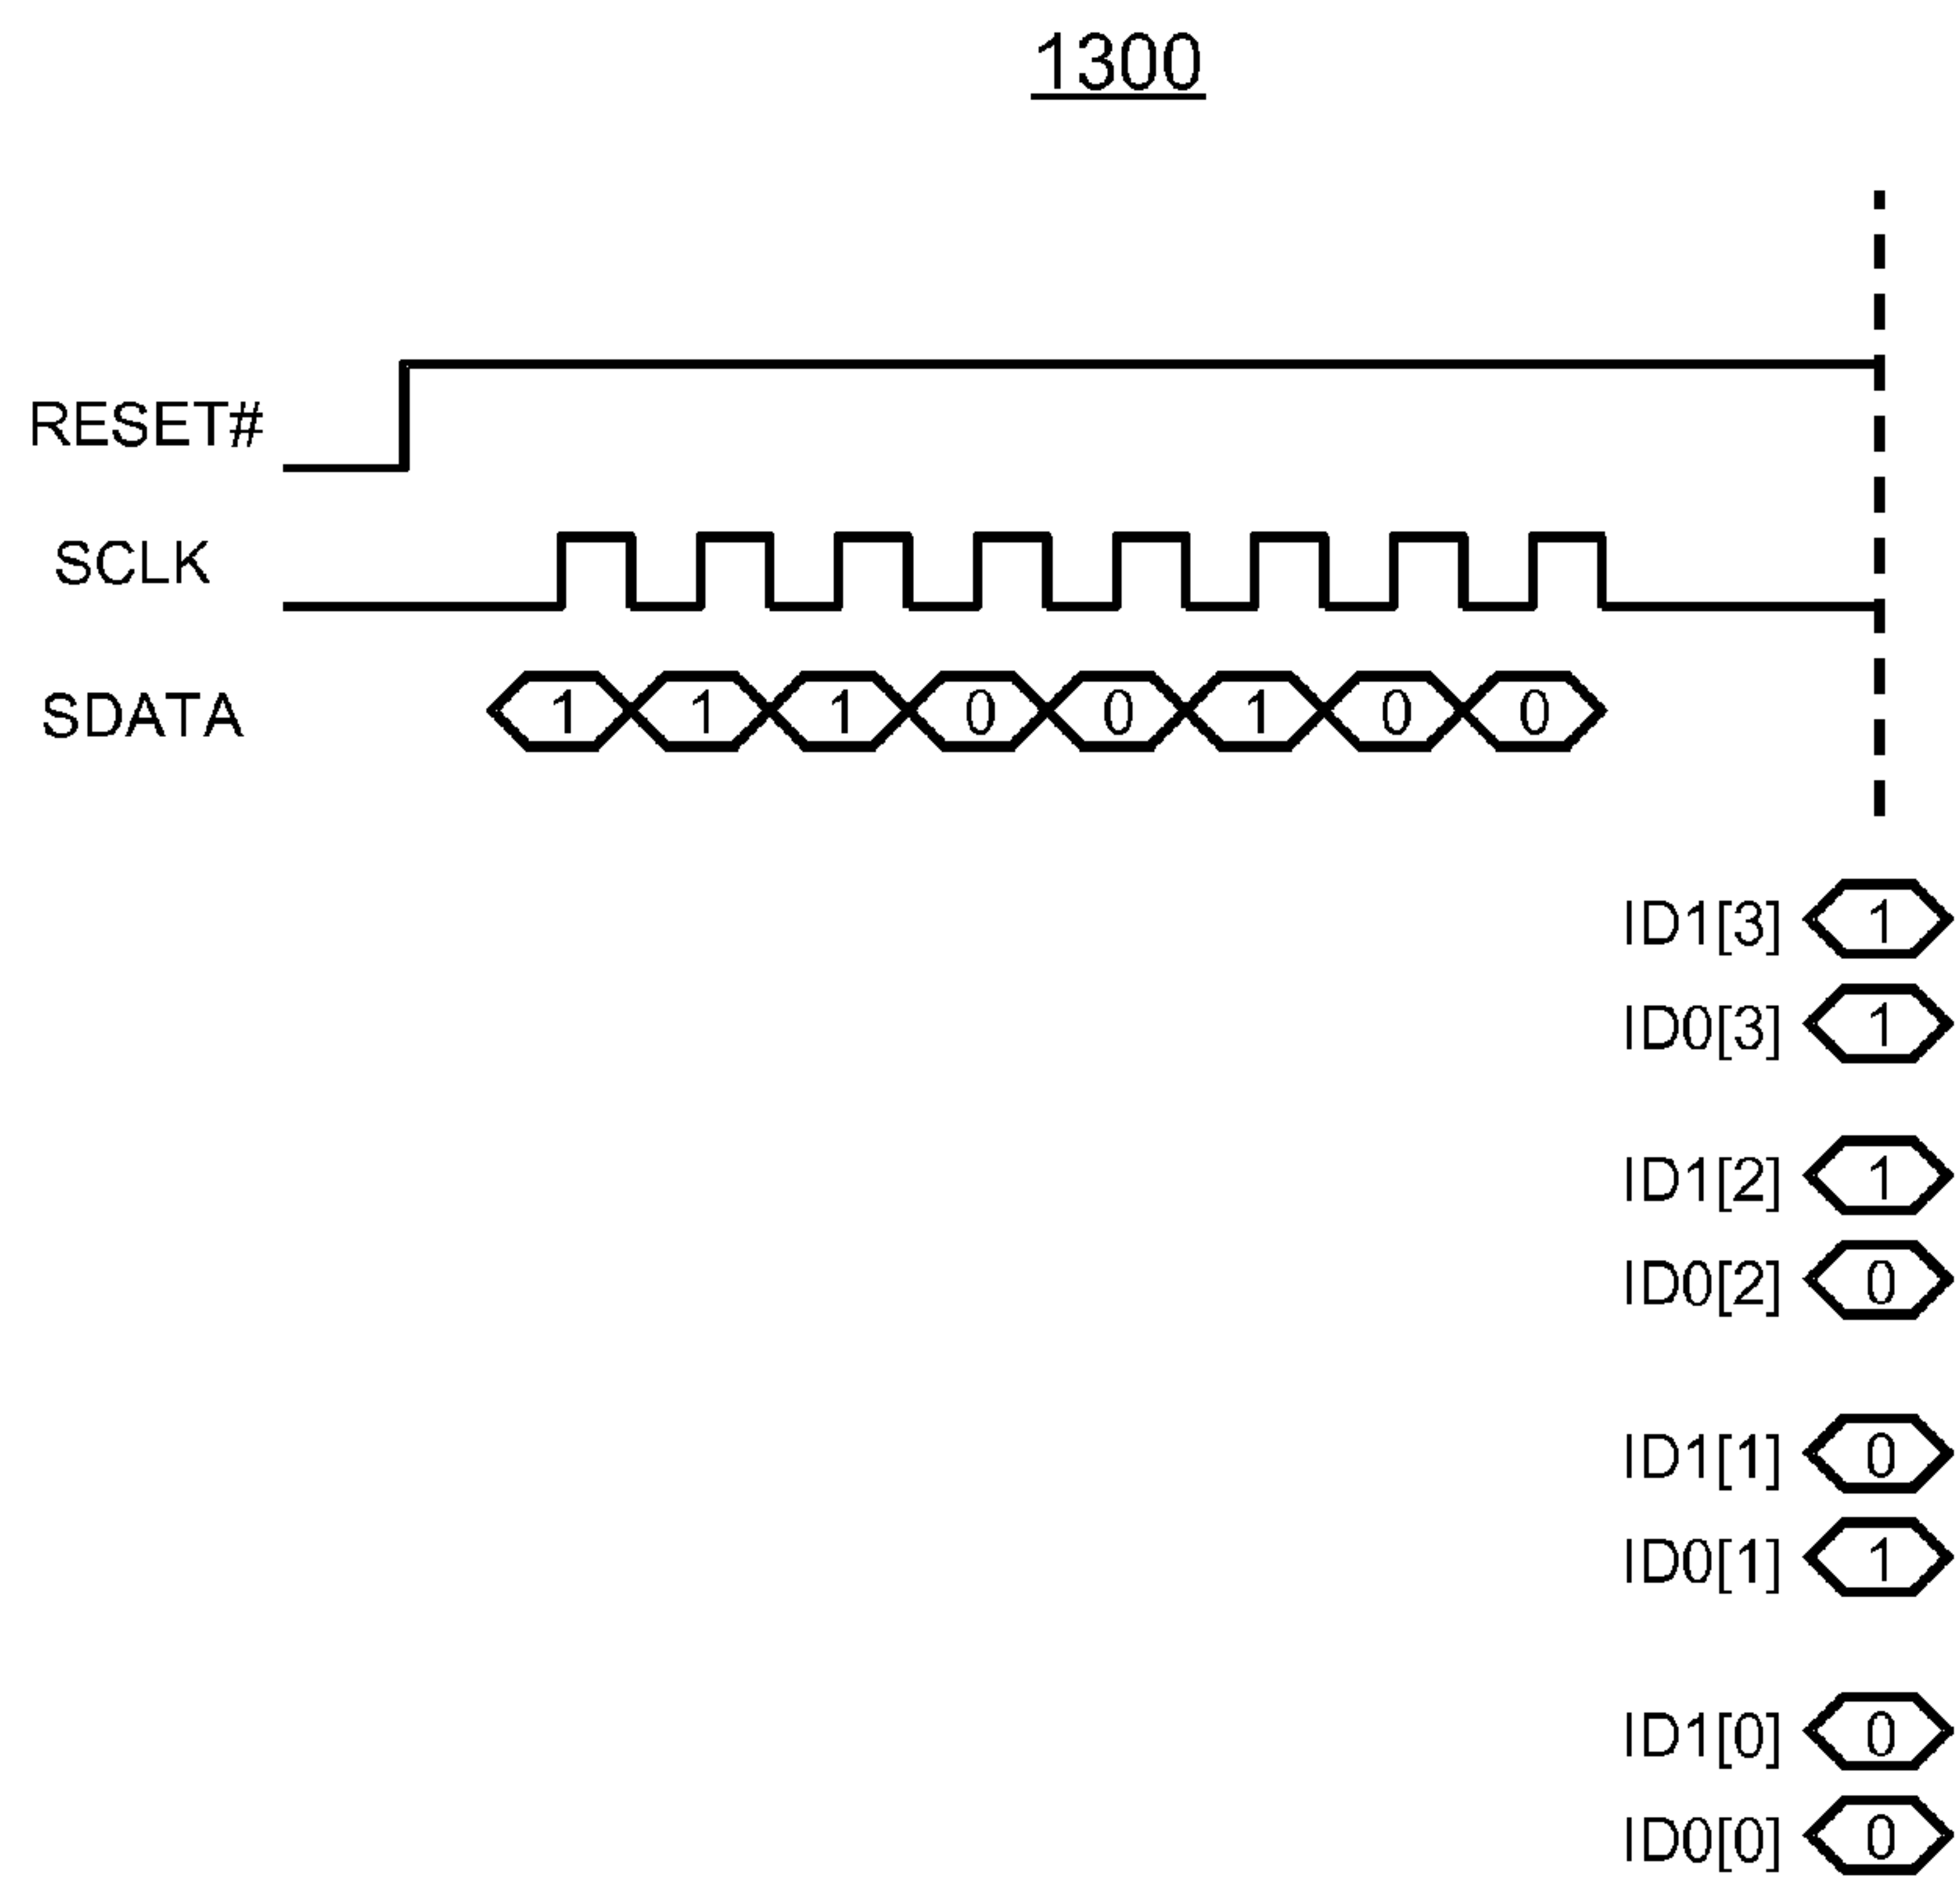 1300
RESET#
SCLK
SDATA 1 1 1 0 0 1 0 0
ID1[3] 1
ID0[3] 1
ID1[2] 1
ID0[2] 0
ID1[1] 0
ID0[1] 1
ID1[0] 0
ID0[0] 0